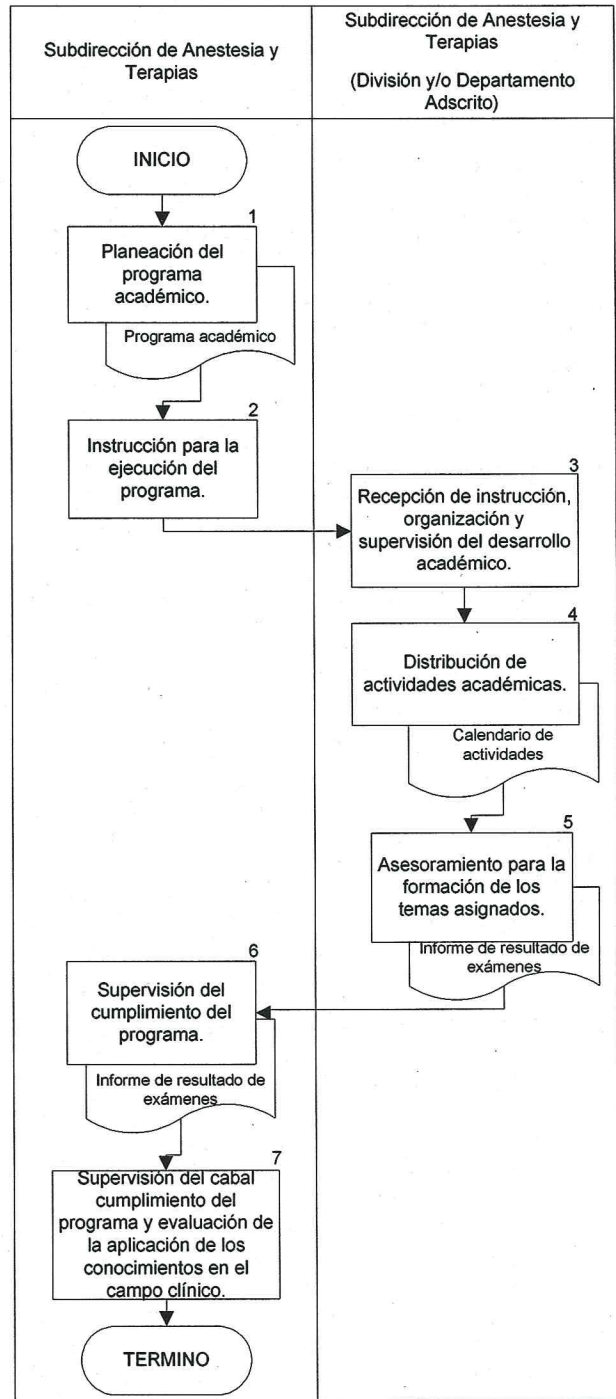 Subdirección de Anestesia y
Terapias
Subdirección de Anestesia y
Terapias
(División y/o Departamento
Adscrito)
INICIO
1
Planeación del
programa
académico.
Programa académico
2
Instrucción para la
ejecución del
programa.
3
Recepción de instrucción,
organización y
supervisión del desarrollo
académico.
4
Distribución de
actividades académicas.
Calendario de
actividades
5
Asesoramiento para la
formación de los
temas asignados.
Informe de resultado de
exámenes
6
Supervisión del
cumplimiento del
programa.
Informe de resultado de
exámenes
7
Supervisión del cabal
cumplimiento del
programa y evaluación de
la aplicación de los
conocimientos en el
campo clínico.
TERMINO